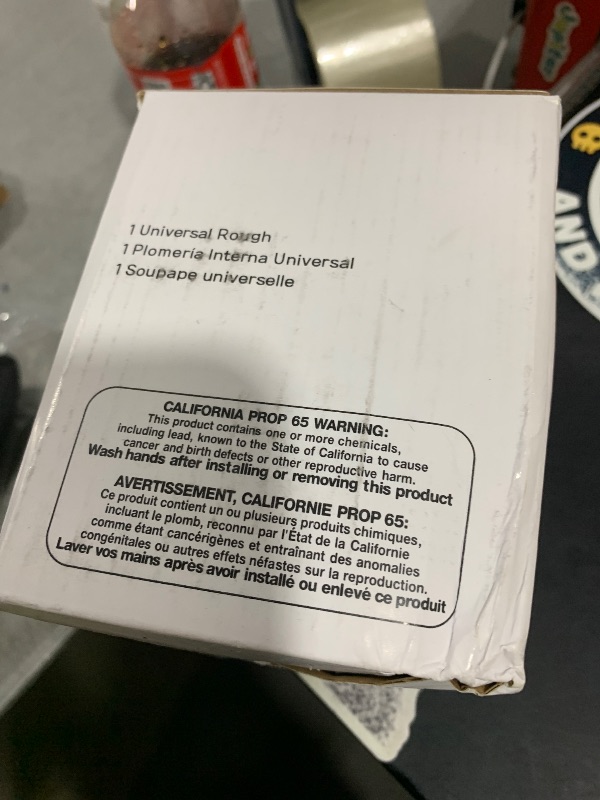 Jupiter
AND
1 Universal Rough
1 Plomería Interna Universal
1 Soupape universelle
CALIFORNIA PROP 65 WARNING:
This product contains one or more chemicals,
including lead, known to the State of California to cause
cancer and birth defects or other reproductive harm.
Wash hands after installing or removing this product
AVERTISSEMENT, CALIFORNIE PROP 65:
Ce produit contient un ou plusieurs produits chimiques,
incluant le plomb, reconnu par l'État de la Californie
comme étant cancérigènes et entraînant des anomalies
congénitales ou autres effets néfastes sur la reproduction.
Laver vos mains après avoir installé ou enlevé ce produit